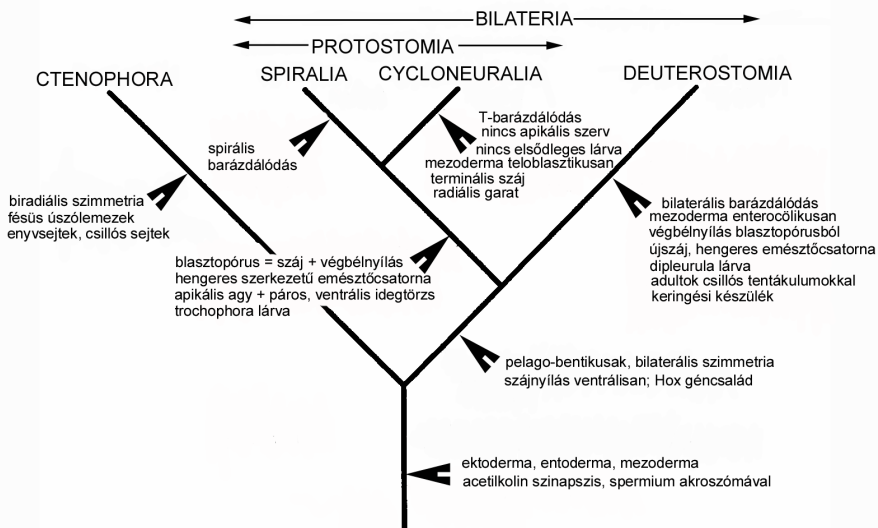 BILATERIA
PROTOSTOMIA
CTENOPHORA
SPIRALIA
CYCLONEURALIA
DEUTEROSTOMIA
spirális
barázdálódás
T-barázdálódás
nincs apikális szerv
nincs elsődleges lárva
mezoderma teloblasztikusan
terminális száj
radiális garat
biradiális szimmetria
fésüs úszólemezek
enyvsejtek, csillós sejtek
bilaterális barázdálódás
mezoderma enterocölikusan
végbélnyílás blasztopórusból
újszáj, hengeres emésztőcsatorna
dipleurula lárva
adultok csillós tentákulumokkal
keringési készülék
blasztopórus = száj + végbélnyílás
hengeres szerkezetű emésztőcsatorna
apikális agy + páros, ventrális idegtörzs
trochophora lárva
pelago-bentikusak, bilaterális szimmetria
szájnyílás ventrálisan; Hox géncsalád
ektoderma, entoderma, mezoderma
acetilkolin szinapszis, spermium akroszómával